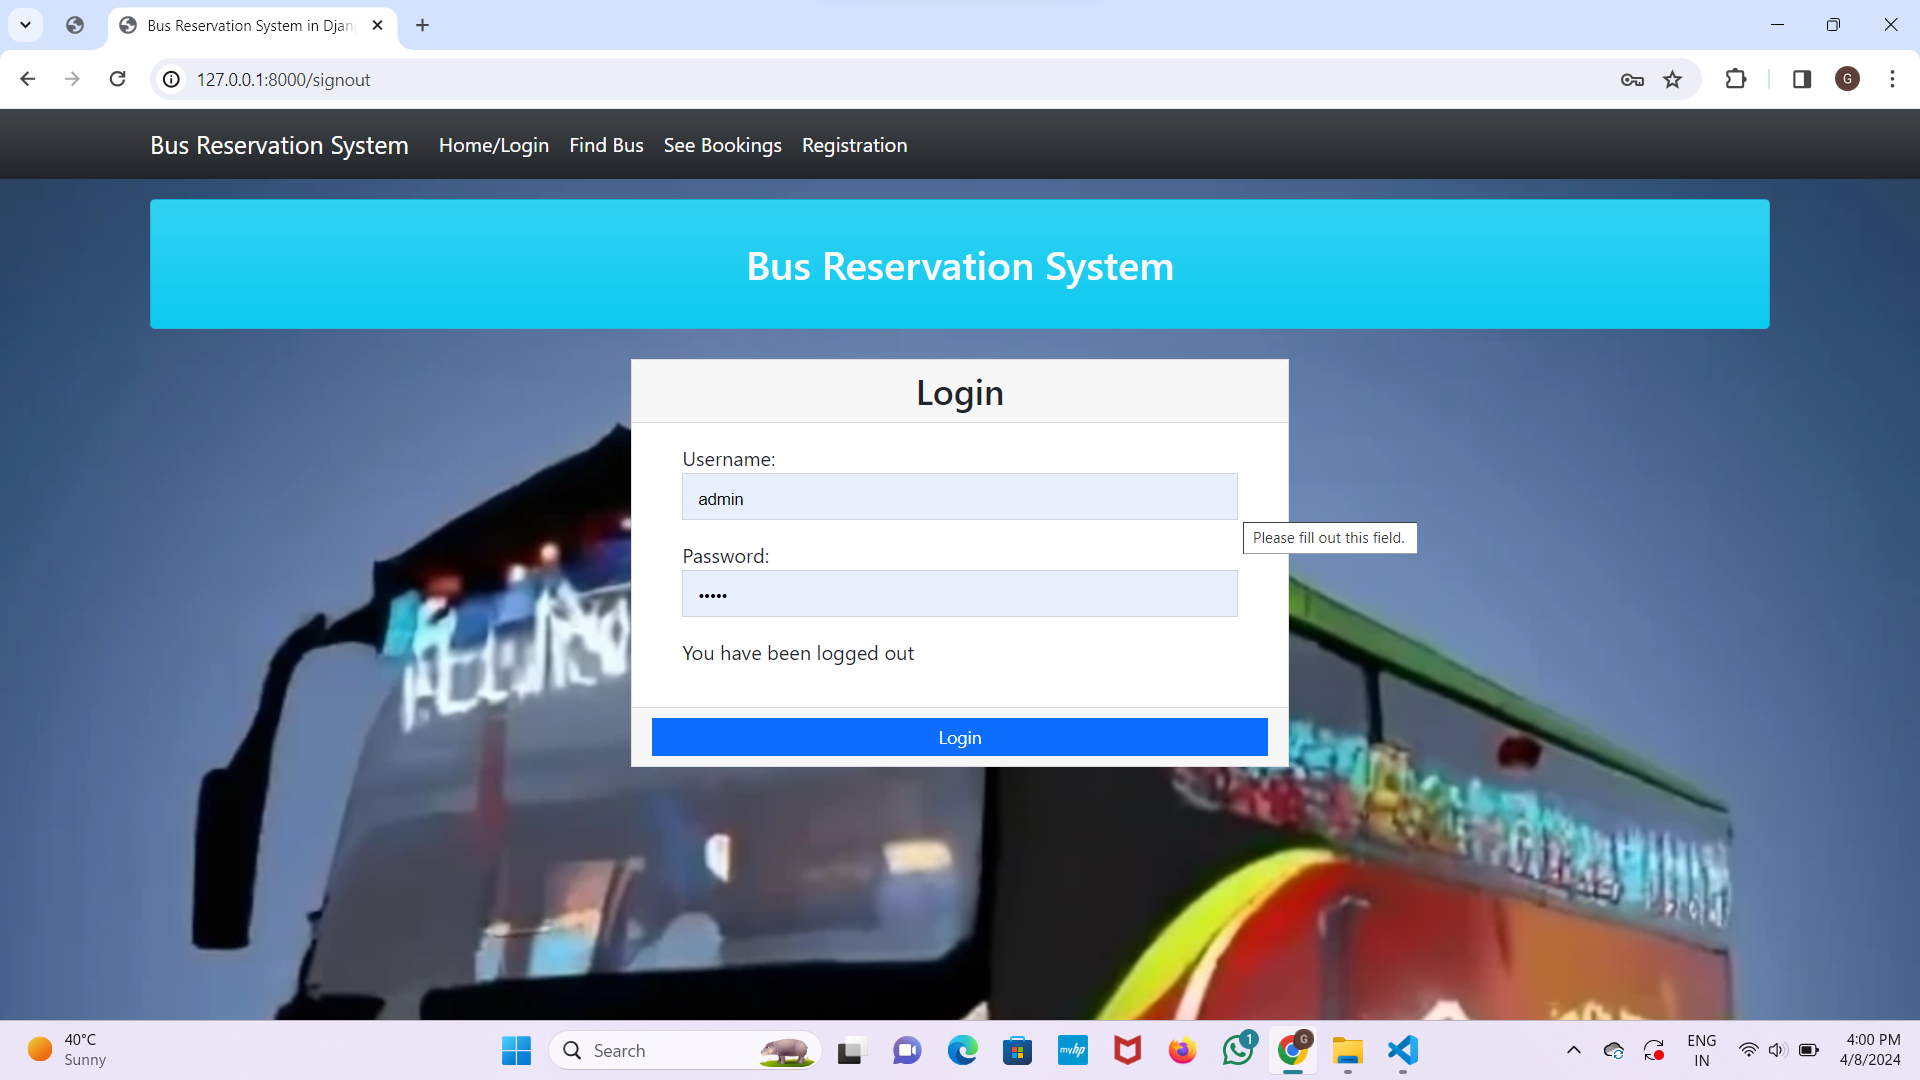 Bus Reservation System in Djan
127.0.0.1:8000/signout
G
Bus Reservation System Home/Login Find Bus See Bookings Registration
Bus Reservation System
Login
Username:
admin
Please fill out this field.
Password:
•••••
You have been logged out
Login
40°C
Sunny
Search
myhp
1
G
ENG
IN
4:00 PM
4/8/2024